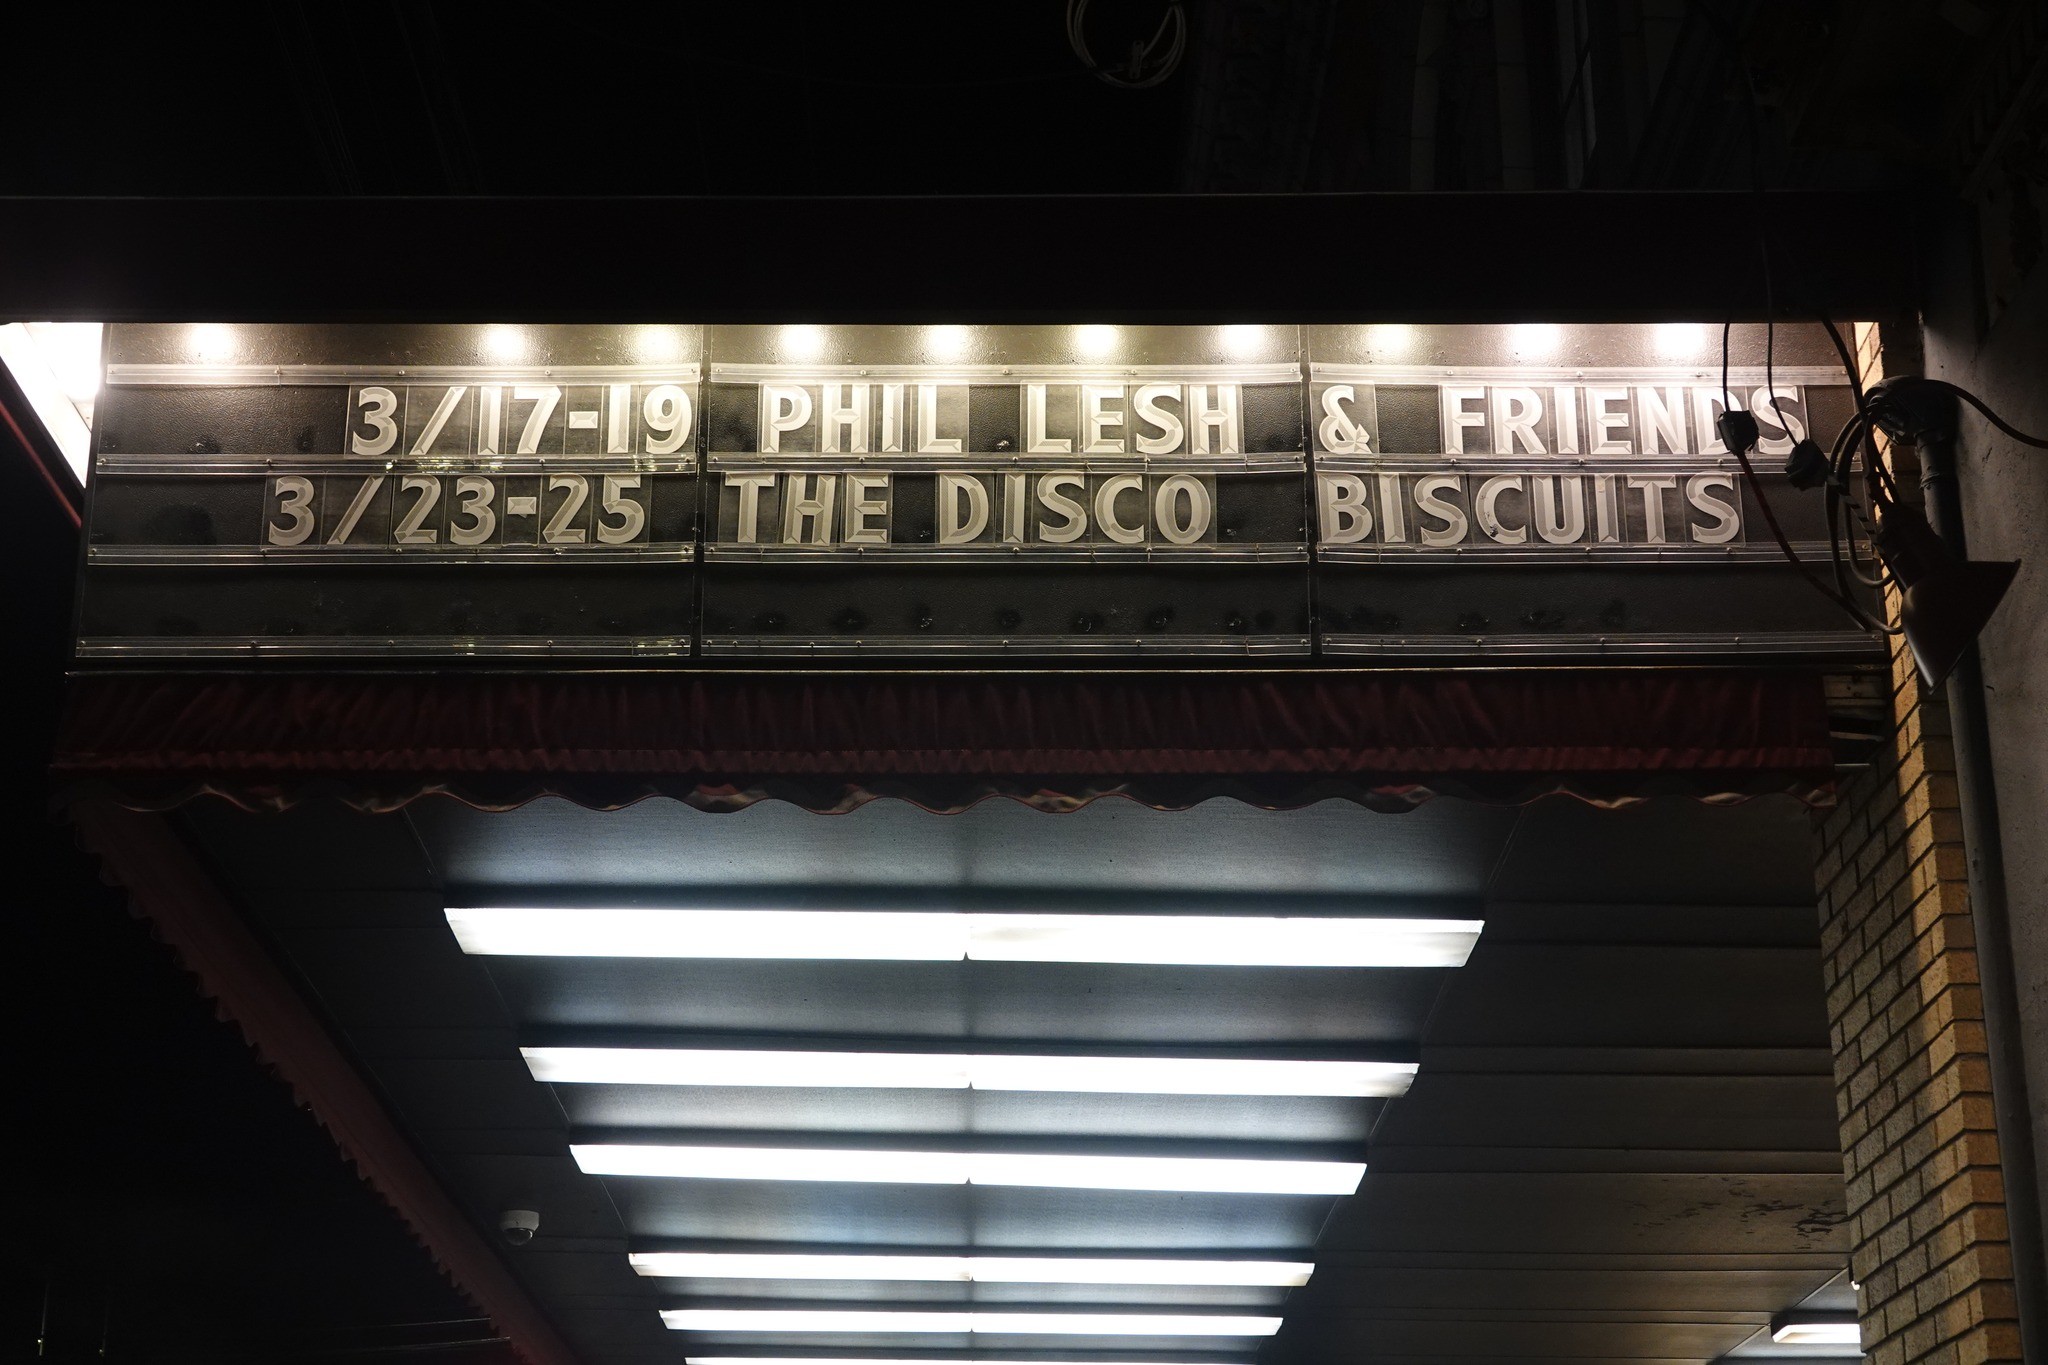 3/17-19 PHIL LESH & FRIENDS
3/23-25 THE DISCO BISCUITS